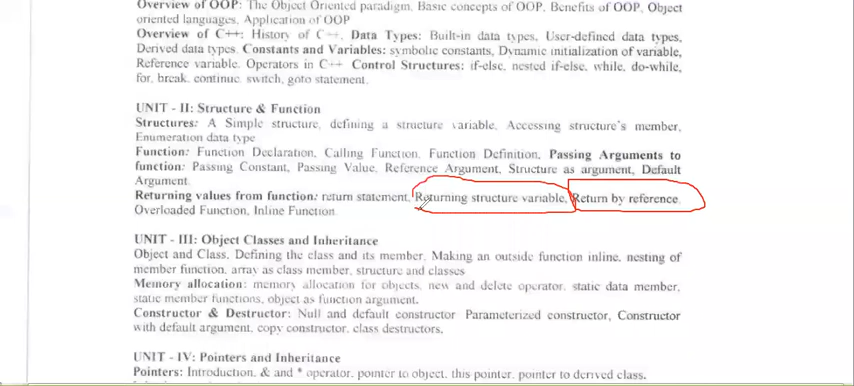 Overview of OOP: The Object Oriented paradigm, Basic concepts of OOP, Benefits of OOP, Object
oriented languages, Application of OOP
Overview of C++: History of C++, Data Types: Built-in data types, User-defined data types,
Derived data types. Constants and Variables: symbolic constants, Dynamic initialization of variable,
Reference variable. Operators in C++ Control Structures: if-else, nested if-else, while, do-while,
for, break, continue, switch, goto statement.
UNIT - II: Structure & Function
Structures: A Simple structure, defining a structure variable, Accessing structure's member,
Enumeration data type
Function: Function Declaration, Calling Function, Function Definition, Passing Arguments to
function: Passing Constant, Passing Value, Reference Argument, Structure as argument, Default
Argument.
Returning values from function: return statement, Returning structure variable, Return by reference.
Overloaded Function, Inline Function.
UNIT - III: Object Classes and Inheritance
Object and Class, Defining the class and its member, Making an outside function inline, nesting of
member function, array as class member, structure and classes
Memory allocation: memory allocation for objects, new and delete operator, static data member,
static member functions, object as function argument.
Constructor & Destructor: Null and default constructor Parameterized constructor, Constructor
with default argument, copy constructor, class destructors.
UNIT - IV: Pointers and Inheritance
Pointers: Introduction, & and * operator, pointer to object, this pointer, pointer to derived class,